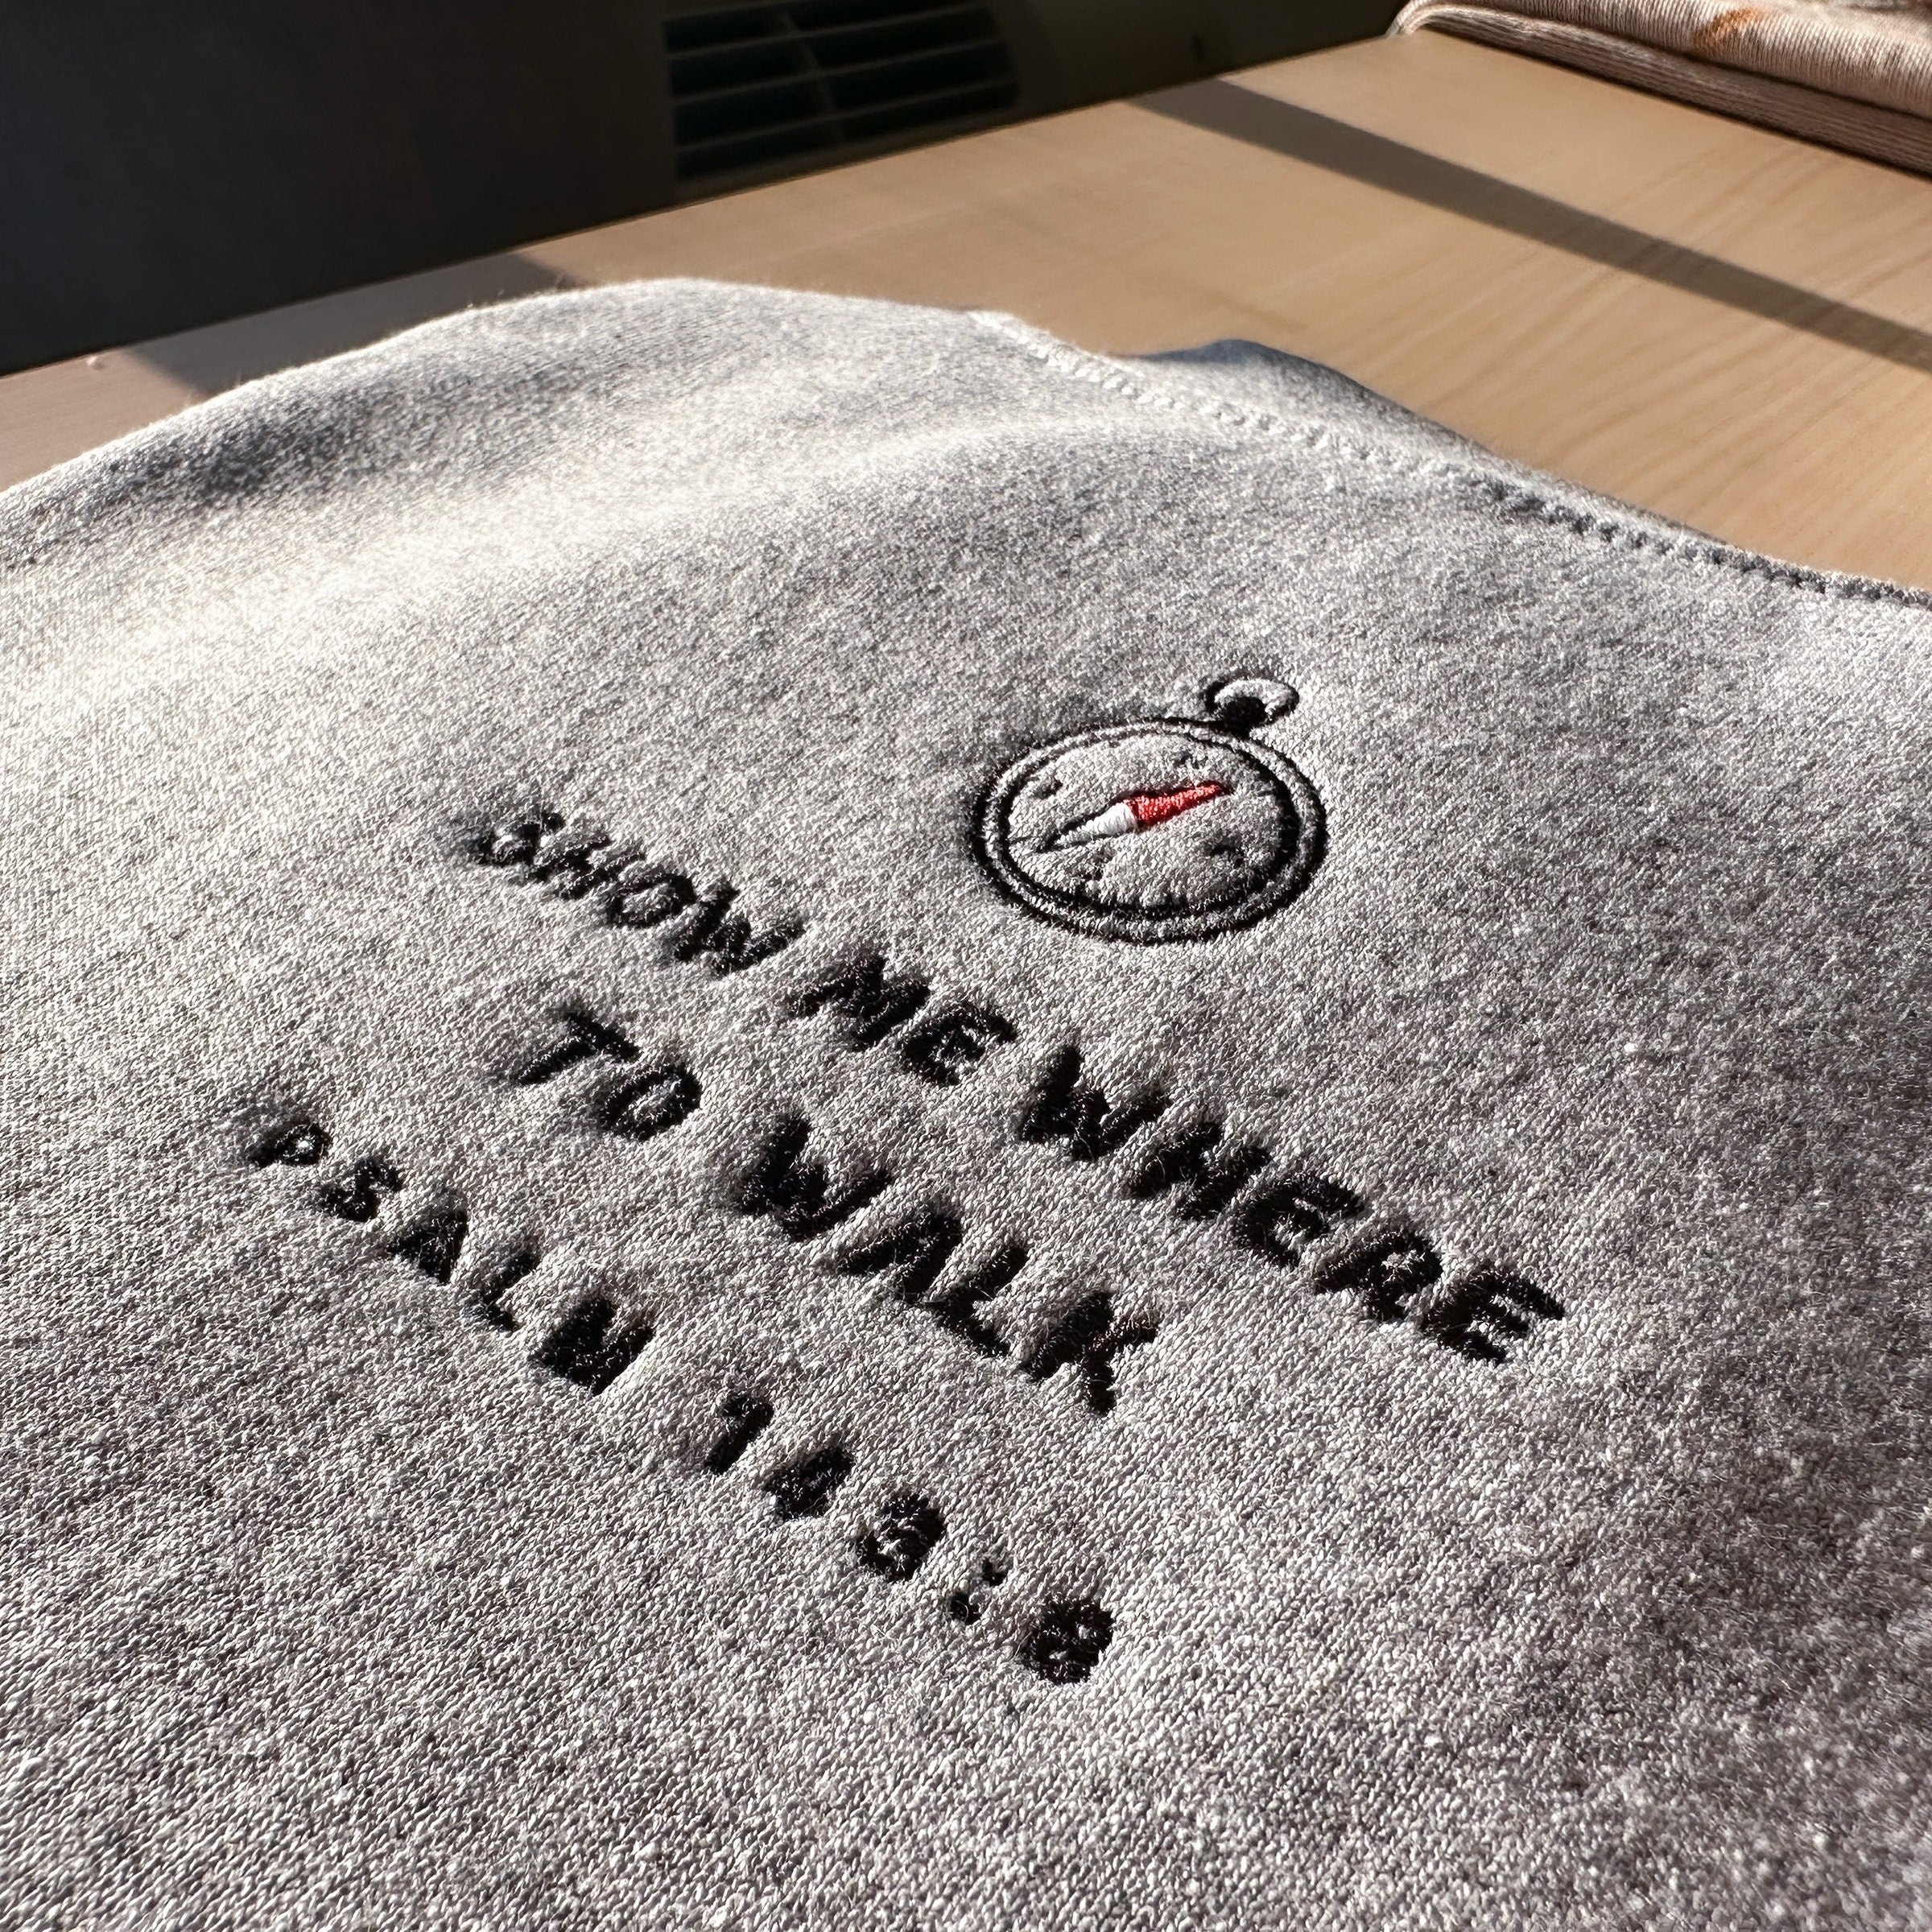 SHOW ME WHERE
TO WALK
PSALM 143:8